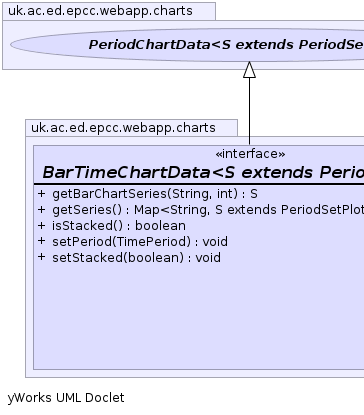 uk.ac.ed.epcc.webapp.charts
PeriodChartData<S extends PeriodSe
uk.ac.ed.epcc.webapp.charts
«interface»
BarTimeChartData<S extends Perio
+ getBarChartSeries(String, int) : S
+ getSeries() : Map<String, S extends PeriodSetPlot
+ isStacked() : boolean
+ setPeriod(TimePeriod) : void
+ setStacked(boolean) : void
yWorks UML Doclet